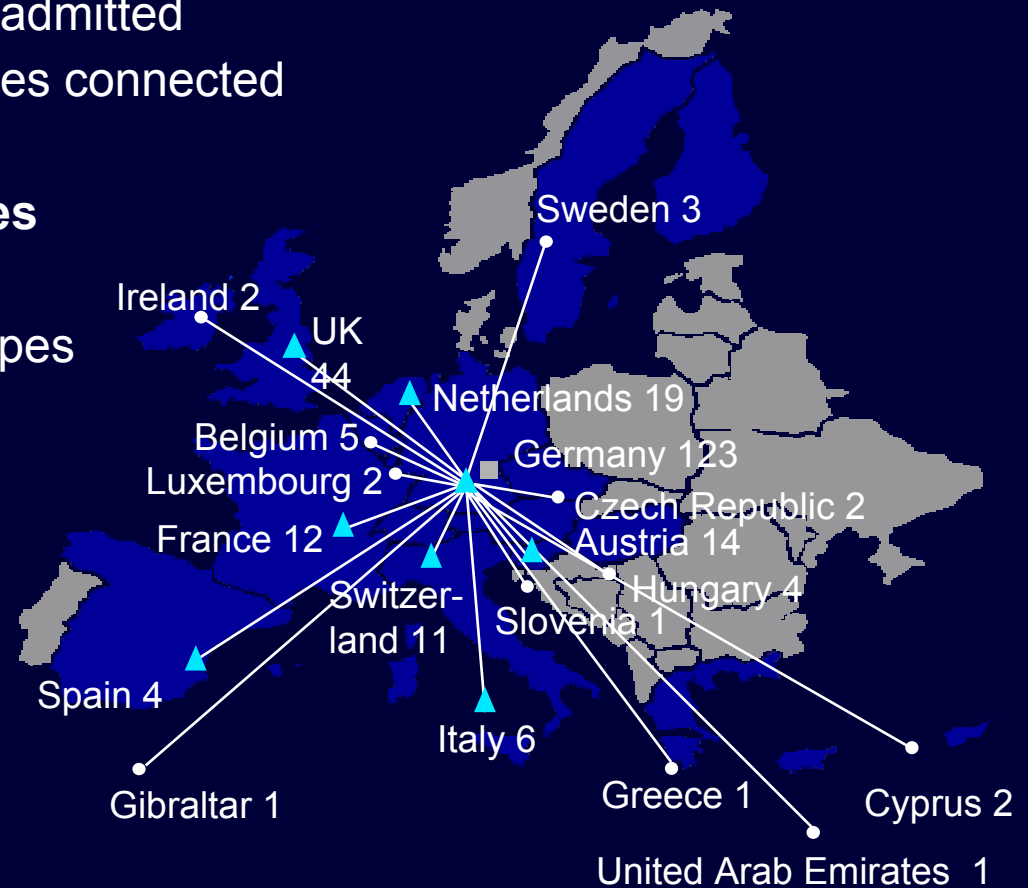 admitted
es connected
es
pes
Sweden 3
Ireland 2
UK
44
Netherlands 19
Belgium 5
Germany 123
Luxembourg 2
Czech Republic 2
France 12
Austria 14
Hungary 4
Switzer-
land 11
Slovenia 1
Spain 4
Italy 6
Gibraltar 1
Greece 1
Cyprus 2
United Arab Emirates 1